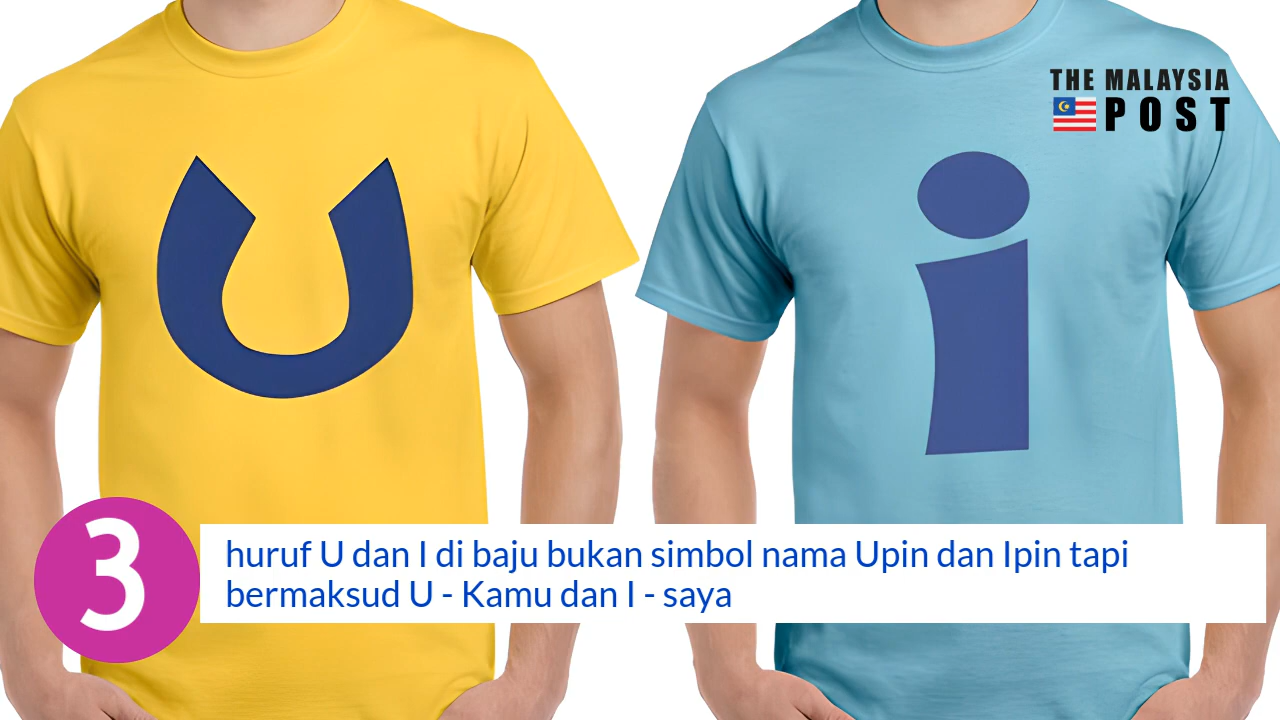 THE MALAYSIA
POST
U
i
3
huruf U dan I di baju bukan simbol nama Upin dan Ipin tapi
bermaksud U - Kamu dan I - saya